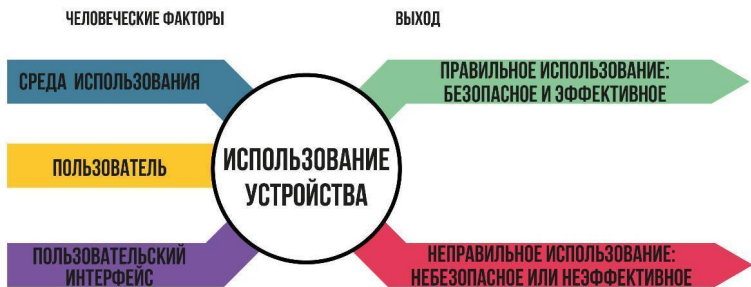 ЧЕЛОВЕЧЕСКИЕ ФАКТОРЫ
ВЫХОД
СРЕДА ИСПОЛЬЗОВАНИЯ
ПОЛЬЗОВАТЕЛЬ
ПОЛЬЗОВАТЕЛЬСКИЙ
ИНТЕРФЕЙС
ИСПОЛЬЗОВАНИЕ
УСТРОЙСТВА
ПРАВИЛЬНОЕ ИСПОЛЬЗОВАНИЕ:
БЕЗОПАСНОЕ И ЭФФЕКТИВНОЕ
НЕПРАВИЛЬНОЕ ИСПОЛЬЗОВАНИЕ:
НЕБЕЗОПАСНОЕ ИЛИ НЕЭФФЕКТИВНОЕ